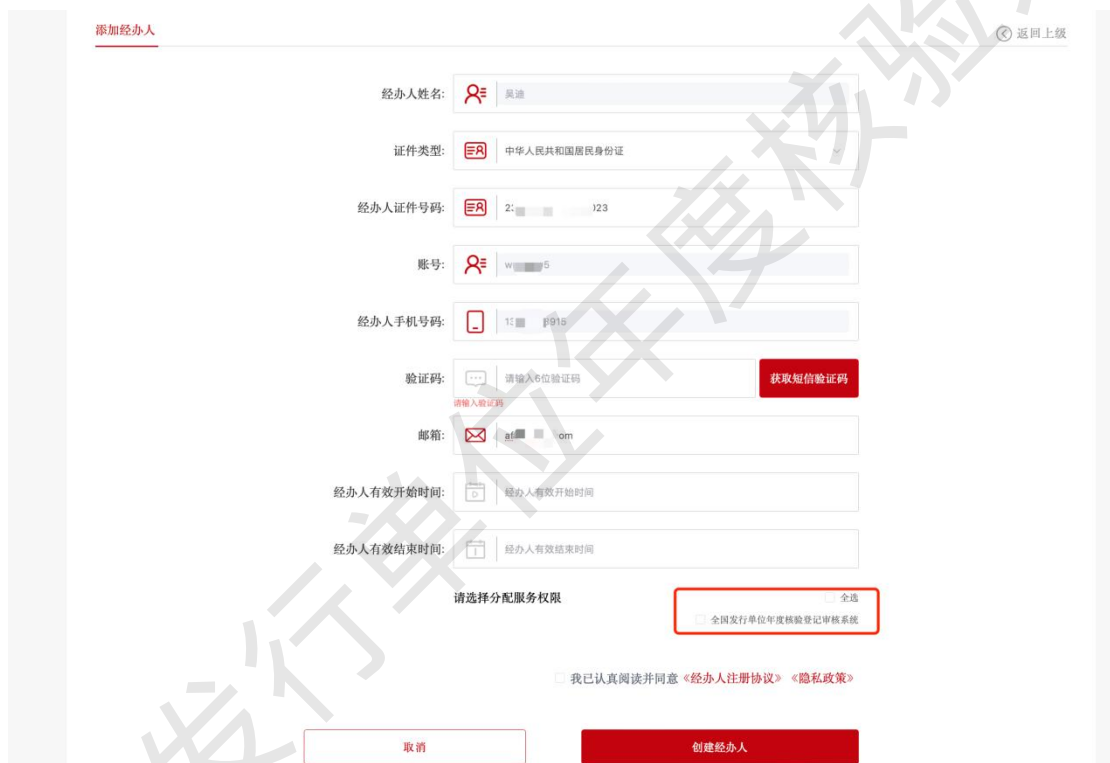 添加经办人
返回上级
经办人姓名: 吴迪
证件类型: 中华人民共和国居民身份证
经办人证件号码: 23
账号: w 5
经办人手机号码: 13 8915
验证码: 请输入6位验证码 获取短信验证码
请输入验证码
邮箱: af om
经办人有效开始时间: 经办人有效开始时间
经办人有效结束时间: 经办人有效结束时间
请选择分配服务权限 全选
全国发行单位年度核验登记审核系统
我已认真阅读并同意《经办人注册协议》《隐私政策》
取消 创建经办人
发行单位年度核验